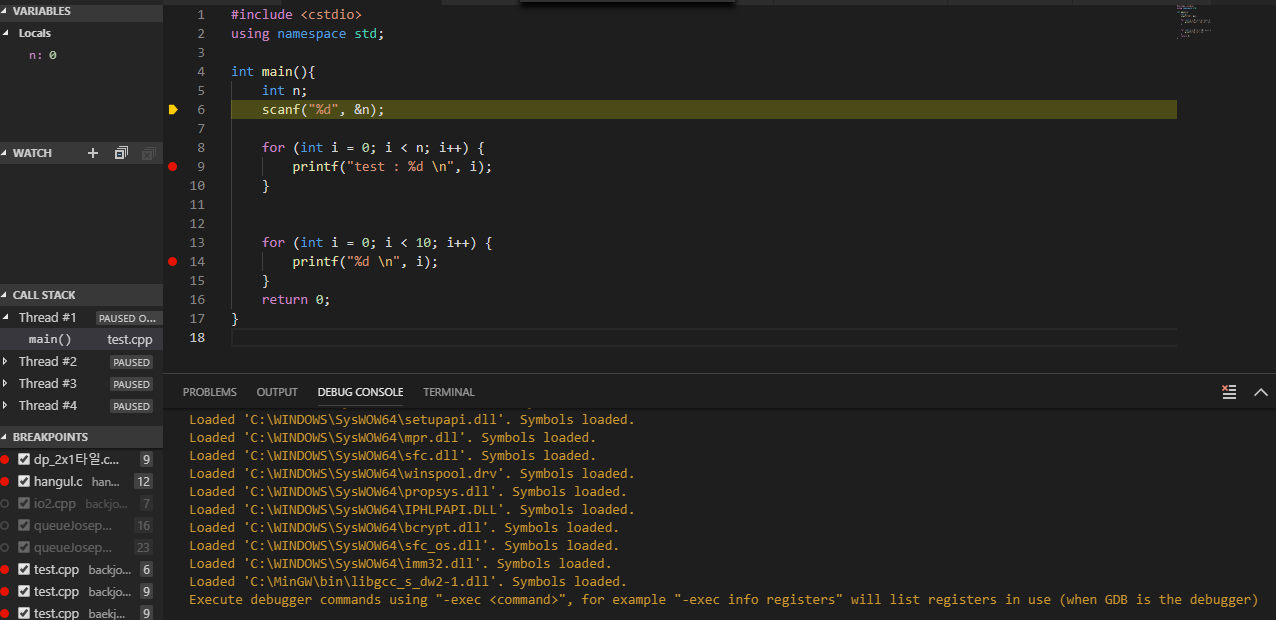 VARIABLES
Locals
n: 0
WATCH
CALL STACK
Thread #1 PAUSED O...
main() test.cpp
Thread #2 PAUSED
Thread #3 PAUSED
Thread #4 PAUSED
BREAKPOINTS
dp_2x1타일.c... 9
hangul.c han... 12
io2.cpp backjo... 7
queueJosep... 16
queueJosep... 23
test.cpp backjo... 6
test.cpp backjo... 9
test.cpp baekj... 9
1 #include <cstdio>
2 using namespace std;
3
4 int main(){
5 int n;
6 scanf("%d", &n);
7
8 for (int i = 0; i < n; i++) {
9 printf("test : %d \n", i);
10 }
11
12
13 for (int i = 0; i < 10; i++) {
14 printf("%d \n", i);
15 }
16 return 0;
17 }
18
PROBLEMS OUTPUT DEBUG CONSOLE TERMINAL
Loaded 'C:\WINDOWS\SysWOW64\setupapi.dll'. Symbols loaded.
Loaded 'C:\WINDOWS\SysWOW64\mpr.dll'. Symbols loaded.
Loaded 'C:\WINDOWS\SysWOW64\sfc.dll'. Symbols loaded.
Loaded 'C:\WINDOWS\SysWOW64\winspool.drv'. Symbols loaded.
Loaded 'C:\WINDOWS\SysWOW64\propsys.dll'. Symbols loaded.
Loaded 'C:\WINDOWS\SysWOW64\IPHLPAPI.DLL'. Symbols loaded.
Loaded 'C:\WINDOWS\SysWOW64\bcrypt.dll'. Symbols loaded.
Loaded 'C:\WINDOWS\SysWOW64\sfc_os.dll'. Symbols loaded.
Loaded 'C:\WINDOWS\SysWOW64\imm32.dll'. Symbols loaded.
Loaded 'C:\MinGW\bin\libgcc_s_dw2-1.dll'. Symbols loaded.
Execute debugger commands using "-exec <command>", for example "-exec info registers" will list registers in use (when GDB is the debugger)